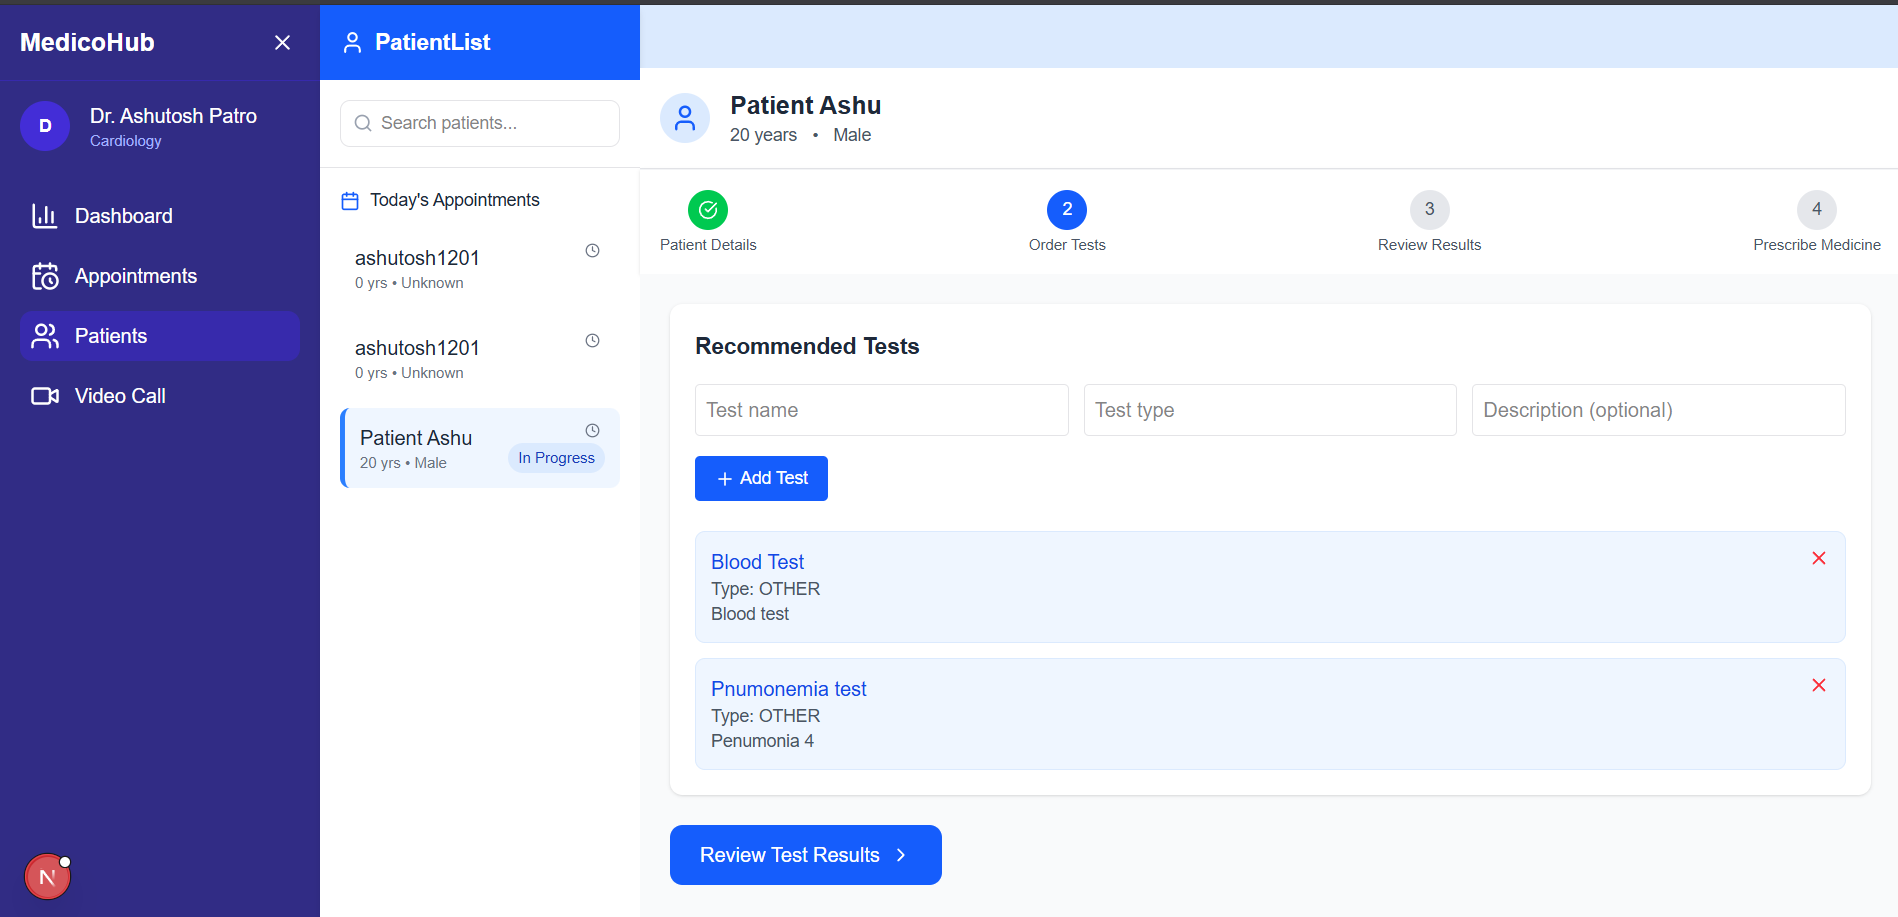 MedicoHub
D
Dr. Ashutosh Patro
Cardiology
Dashboard
Appointments
Patients
Video Call
N
PatientList
Search patients...
Today's Appointments
ashutosh1201
0 yrs • Unknown
ashutosh1201
0 yrs • Unknown
Patient Ashu
20 yrs • Male
In Progress
Patient Ashu
20 years • Male
Patient Details
2
Order Tests
3
Review Results
4
Prescribe Medicine
Recommended Tests
Test name
Test type
Description (optional)
Add Test
Blood Test
Type: OTHER
Blood test
Pnumonemia test
Type: OTHER
Penumonia 4
Review Test Results